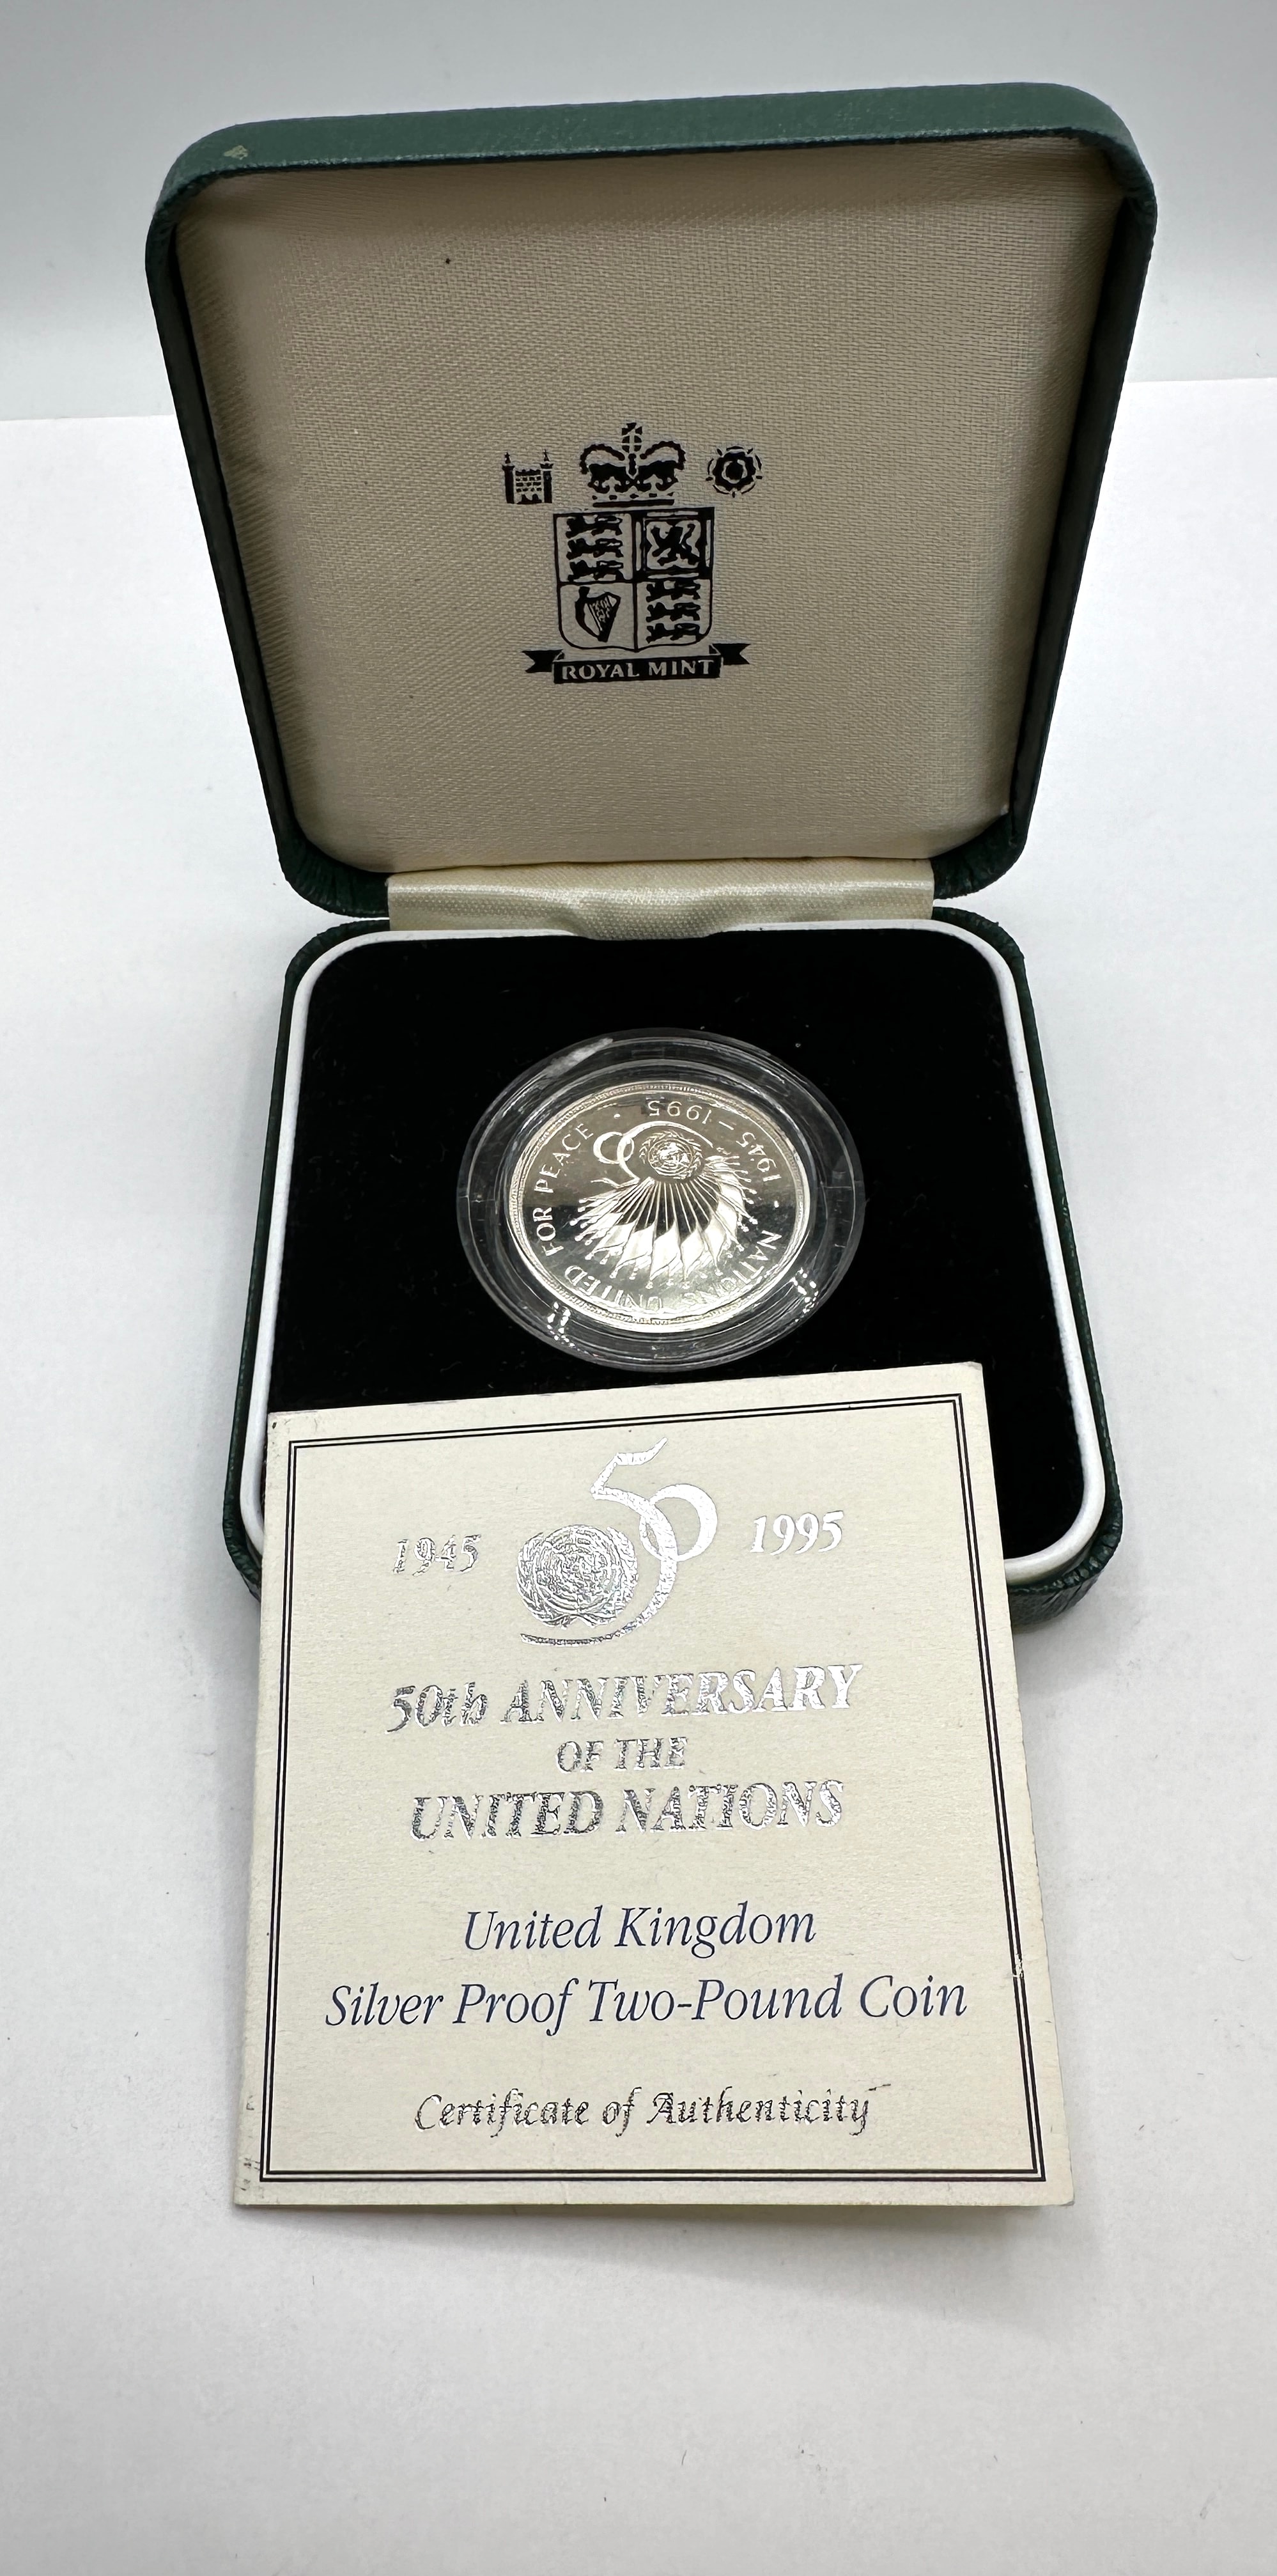 ROYAL MINT
NATIONS UNITED FOR PEACE · 1945 – 1995 ·
1945 50 1995
50th ANNIVERSARY
OF THE
UNITED NATIONS
United Kingdom
Silver Proof Two-Pound Coin
Certificate of Authenticity